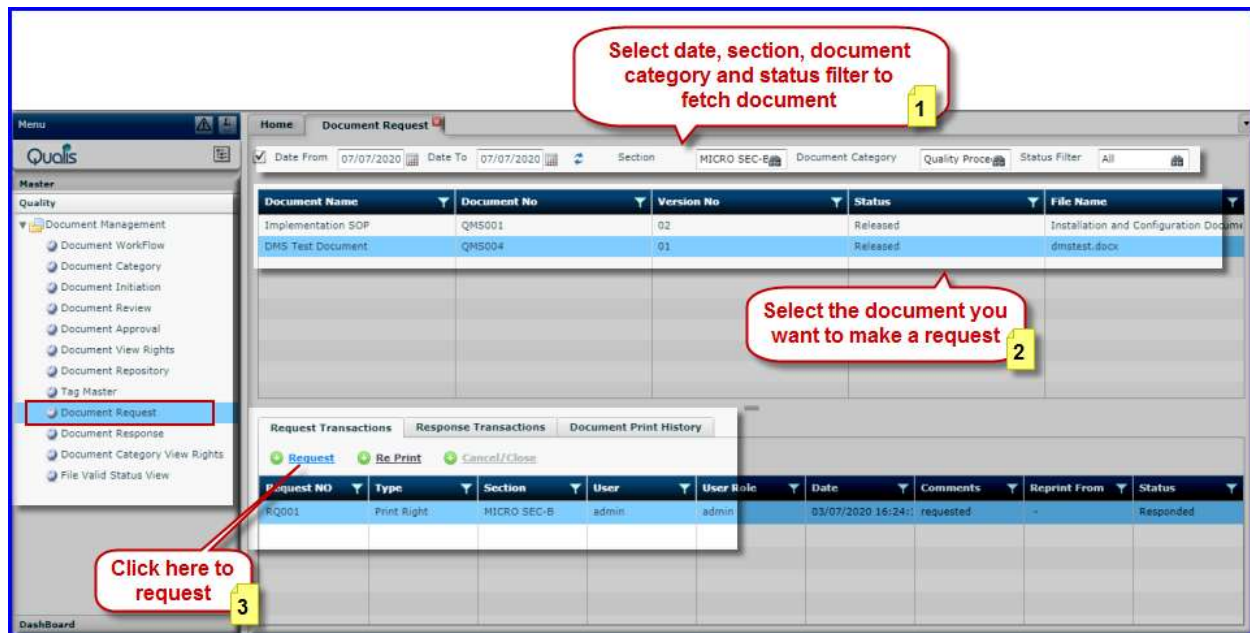 Select date, section, document
category and status filter to
fetch document
1
Menu
Home Document Request
Qualis
Date From 07/07/2020 Date To 07/07/2020 Section MICRO SEC-B Document Category Quality Status Filter All
Master
Quality
Document Management
Document WorkFlow
Document Category
Document Initiation
Document Review
Document Approval
Document View Rights
Document Repository
Tag Master
Document Request
Document Response
Document Category View Rights
File Valid Status View
DashBoard
Document Name Document No Version No Status File Name
Implementation SOP QMS001 02 Released Installation and Configuration Docume
DMS Test Document QMS004 01 Released dmstest.docx
Select the document you
want to make a request
2
Request Transactions Response Transactions Document Print History
Request Re Print Cancel/Close
Request NO Type Section User User Role Date Comments Reprint From Status
RQ001 Print Right MICRO SEC-B admin admin 03/07/2020 16:24: requested - Responded
Click here to
request
3